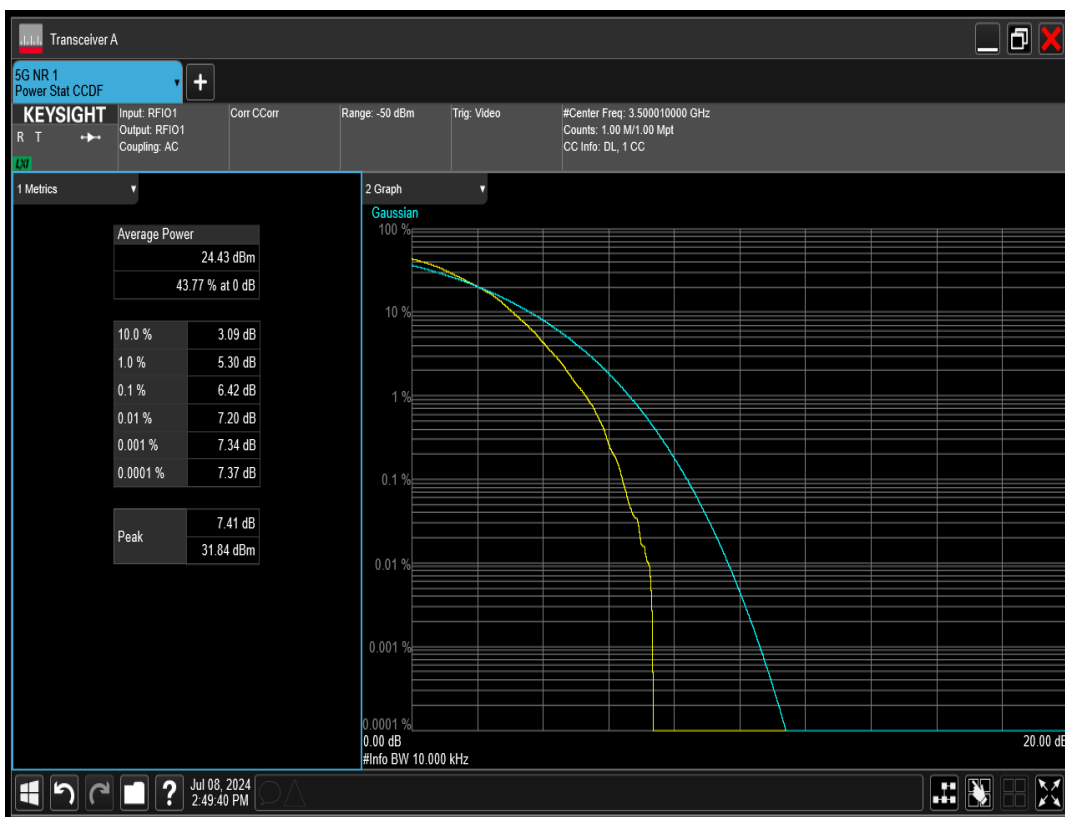 Transceiver A
5G NR 1
Power Stat CCDF
+
KEYSIGHT
R T
LXI
Input: RFIO1
Output: RFIO1
Coupling: AC
Corr CCorr
Range: -50 dBm
Trig: Video
#Center Freq: 3.500010000 GHz
Counts: 1.00 M/1.00 Mpt
CC Info: DL, 1 CC
1 Metrics
Average Power
24.43 dBm
43.77 % at 0 dB
10.0 % 3.09 dB
1.0 % 5.30 dB
0.1 % 6.42 dB
0.01 % 7.20 dB
0.001 % 7.34 dB
0.0001 % 7.37 dB
Peak 7.41 dB
31.84 dBm
2 Graph
Gaussian
100 %
10 %
1 %
0.1 %
0.01 %
0.001 %
0.0001 %
0.00 dB 20.00 dB
#Info BW 10.000 kHz
?
Jul 08, 2024
2:49:40 PM